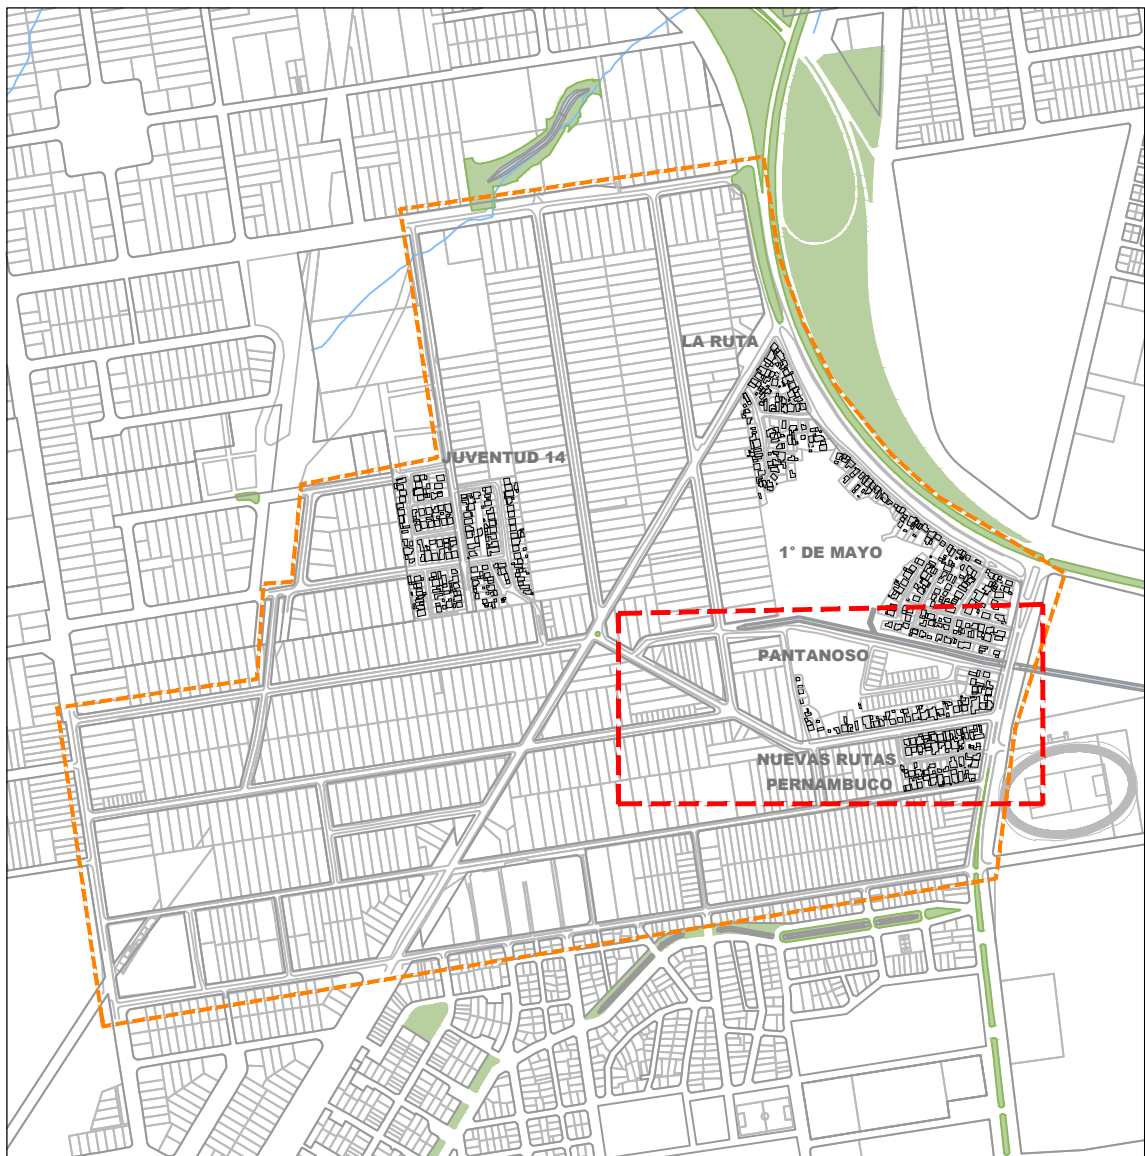 LA RUTA
JUVENTUD 14
1° DE MAYO
PANTANOSO
NUEVAS RUTAS
PERNAMBUCO